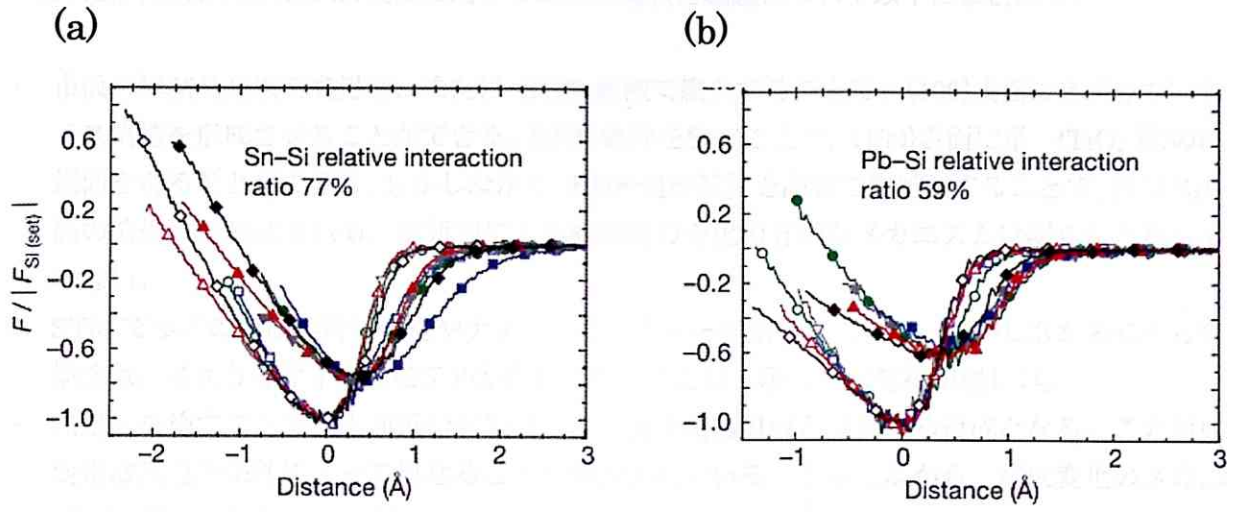 (a)
(b)
0.6
0.2
−0.2
−0.6
−1.0
F / |F Si(set)|
Sn–Si relative interaction
ratio 77%
−2
−1
0
1
2
3
Distance (Å)
0.6
0.2
−0.2
−0.6
−1.0
Pb–Si relative interaction
ratio 59%
−1
0
1
2
3
Distance (Å)